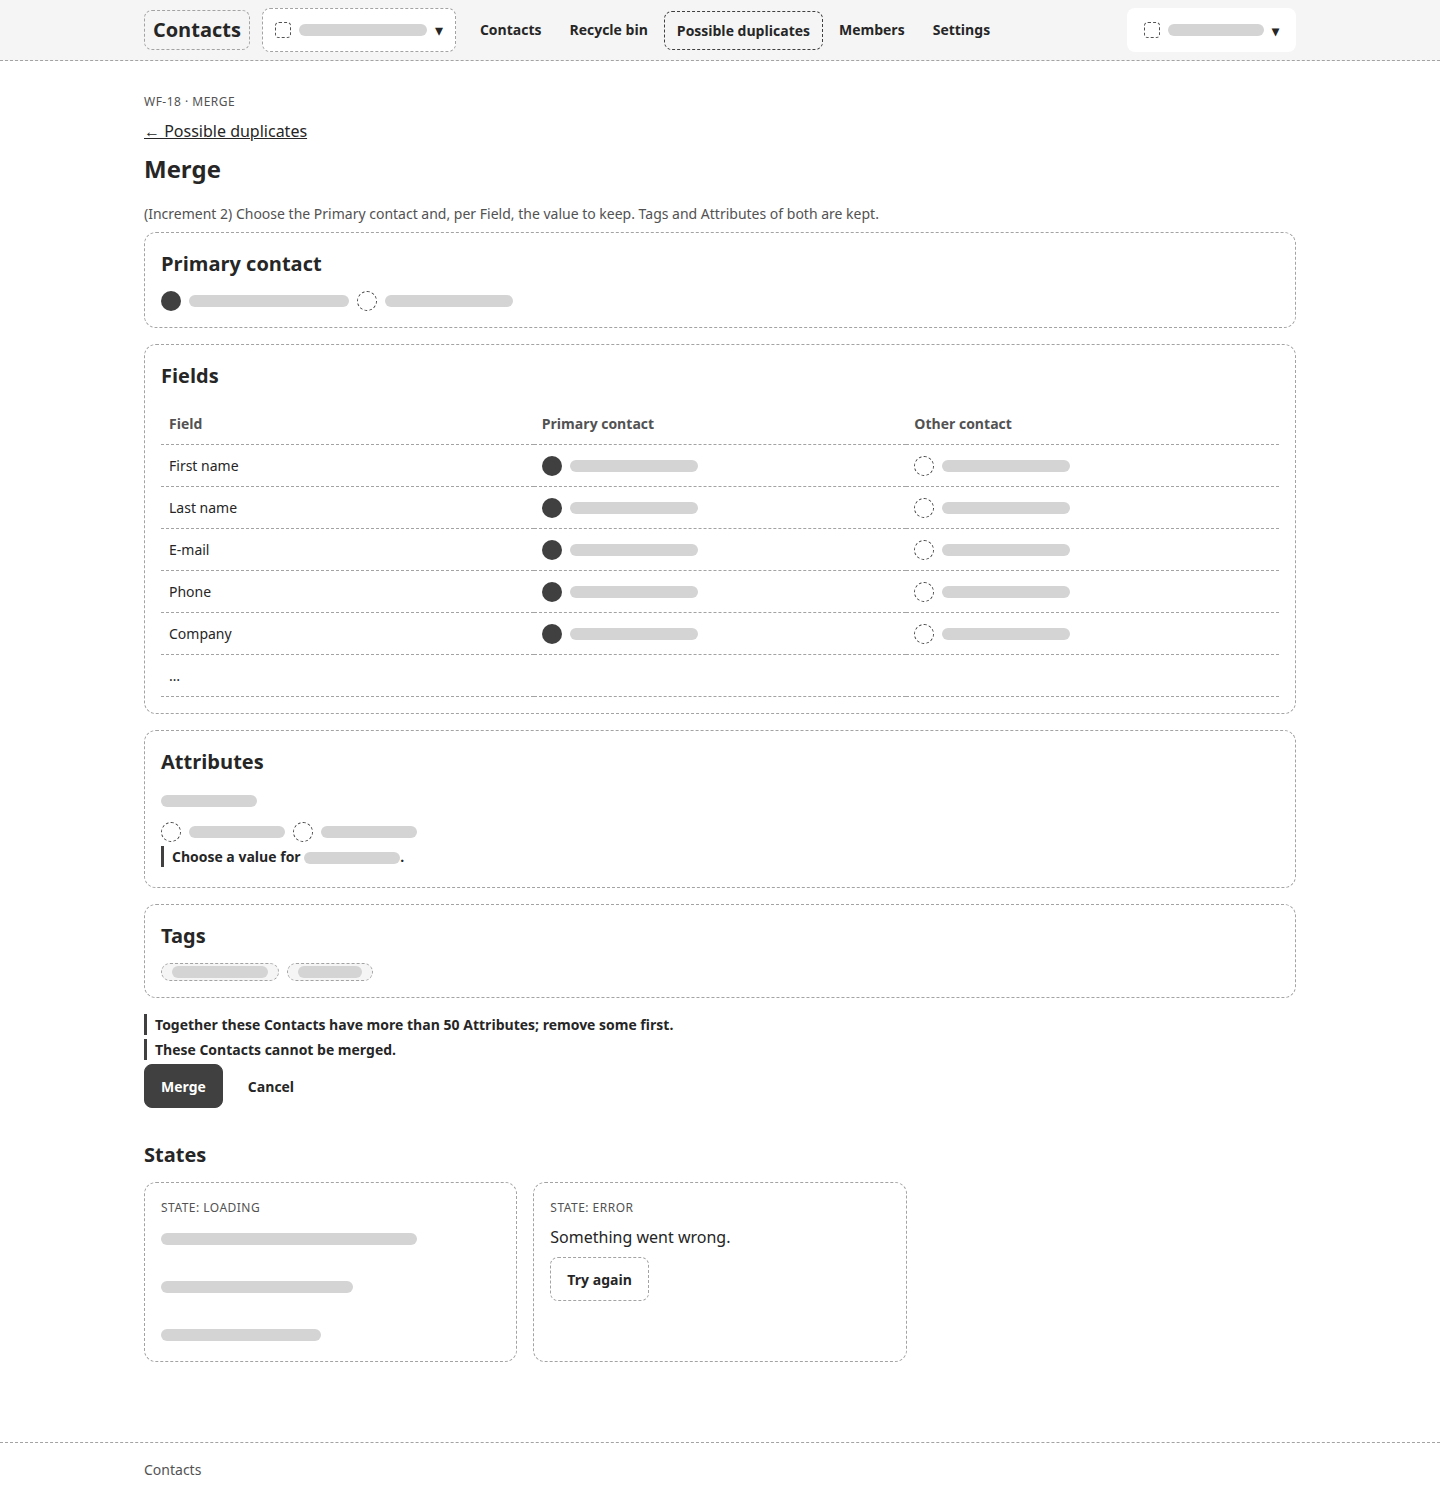 Contacts ▾ Contacts Recycle bin Possible duplicates Members Settings ▾
WF-18 · MERGE
← Possible duplicates
Merge
(Increment 2) Choose the Primary contact and, per Field, the value to keep. Tags and Attributes of both are kept.
Primary contact
Fields
Field Primary contact Other contact
First name
Last name
E-mail
Phone
Company
...
Attributes
Choose a value for .
Tags
Together these Contacts have more than 50 Attributes; remove some first.
These Contacts cannot be merged.
Merge Cancel
States
STATE: LOADING STATE: ERROR
Something went wrong.
Try again
Contacts